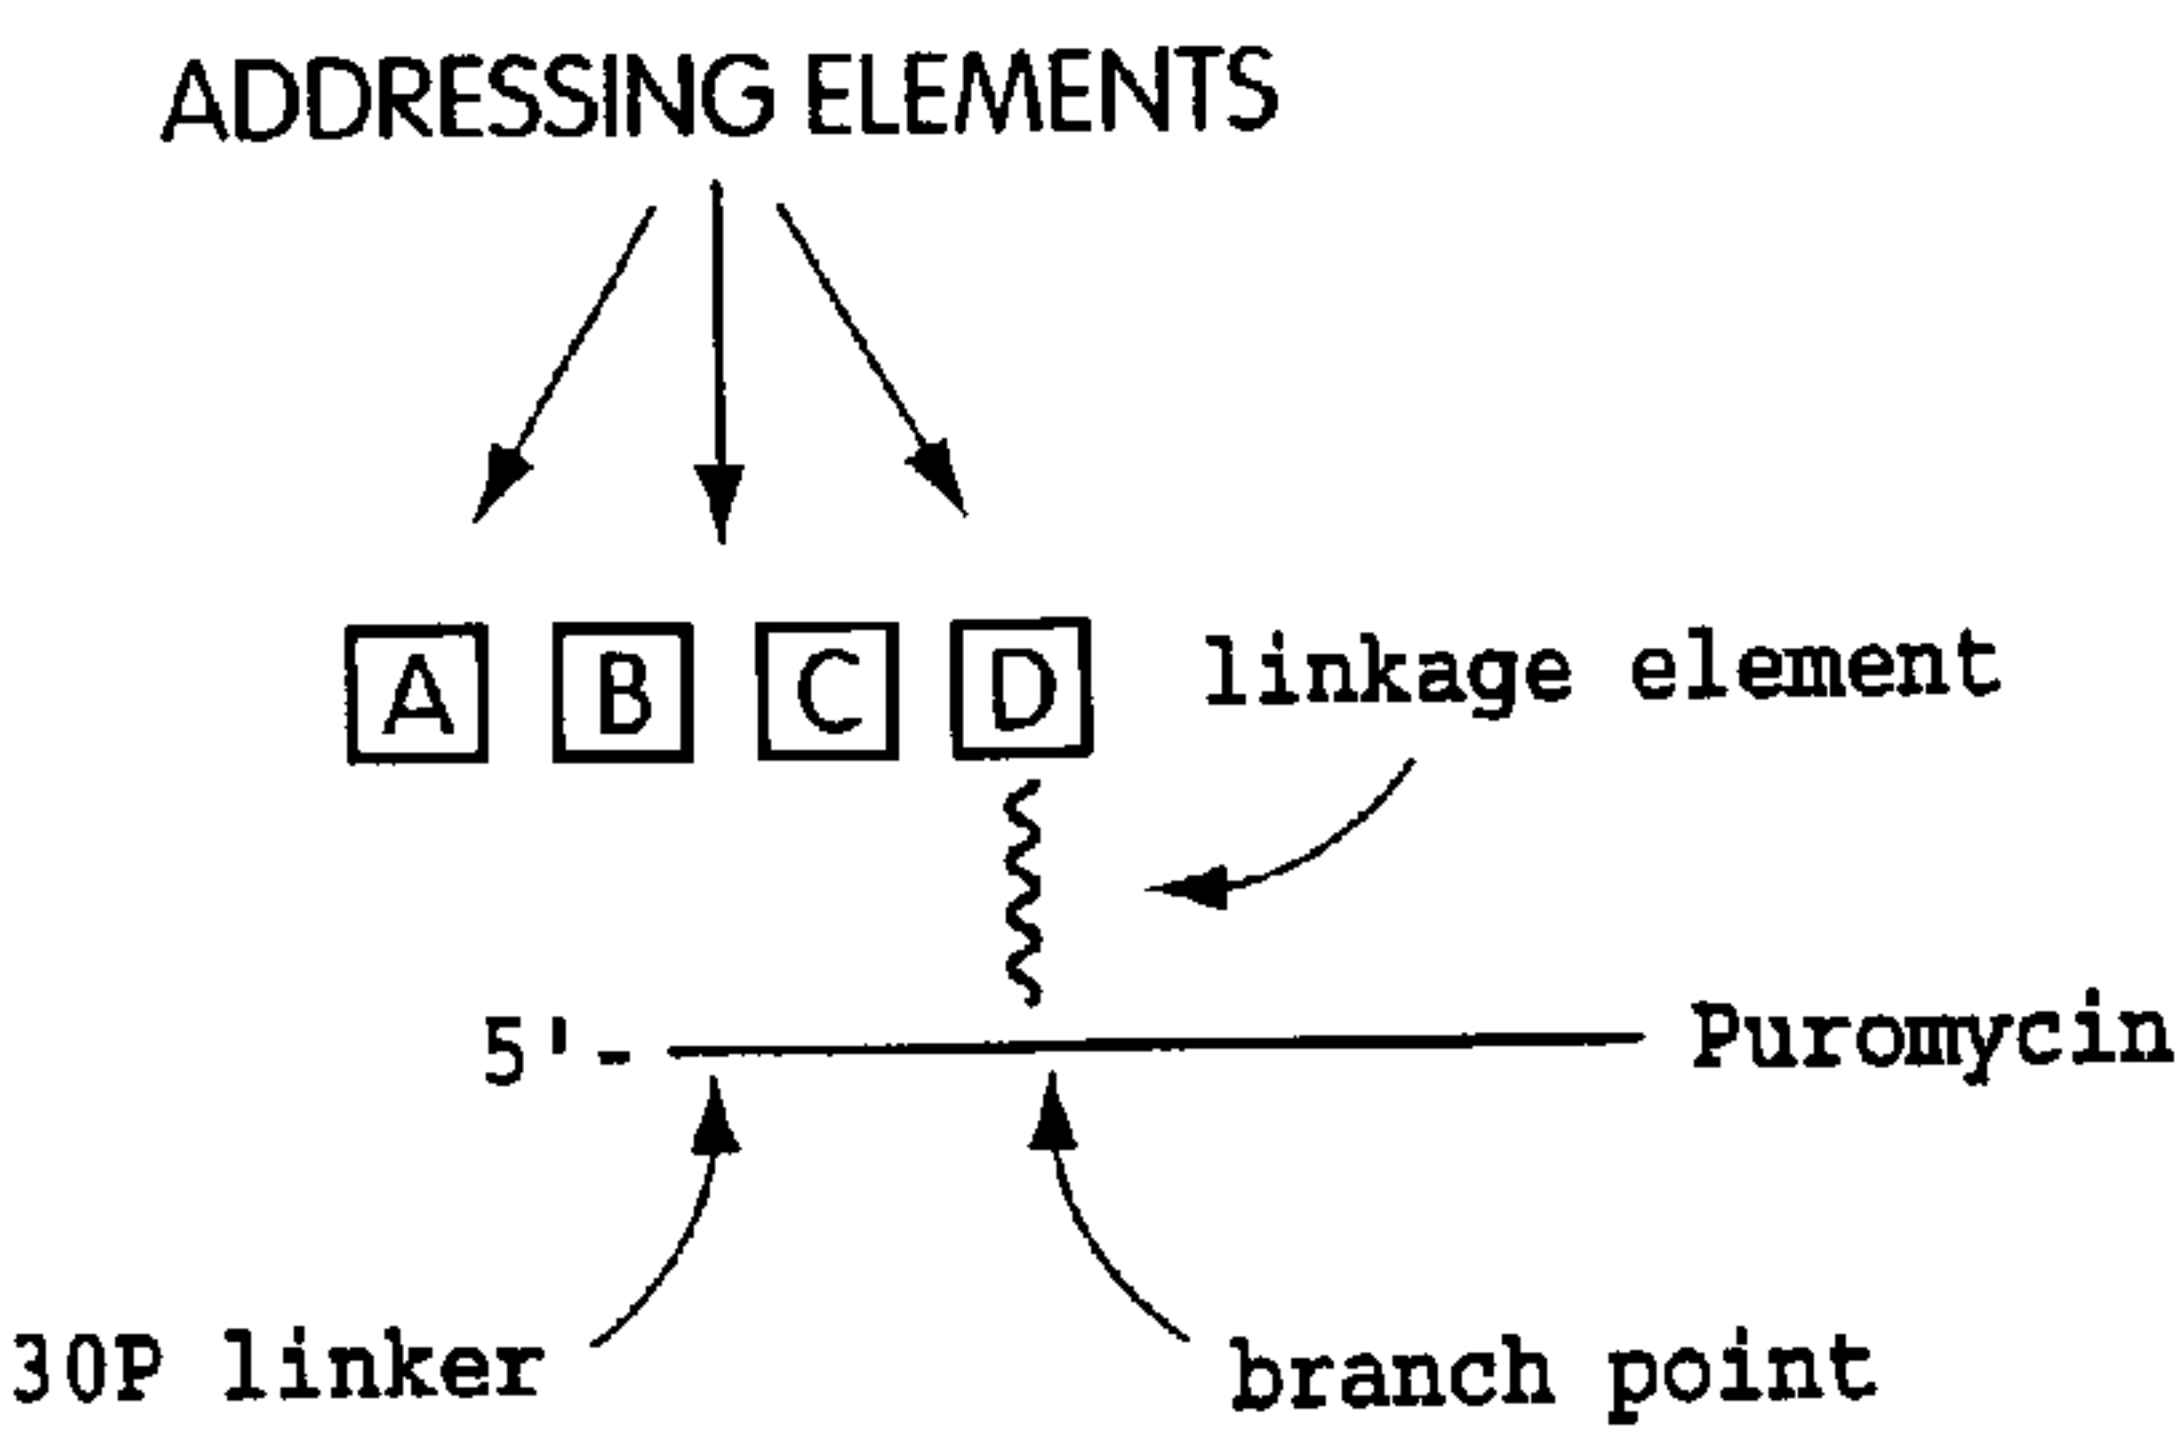 ADDRESSING ELEMENTS
A B C D linkage element
5'- Puromycin
30P linker branch point